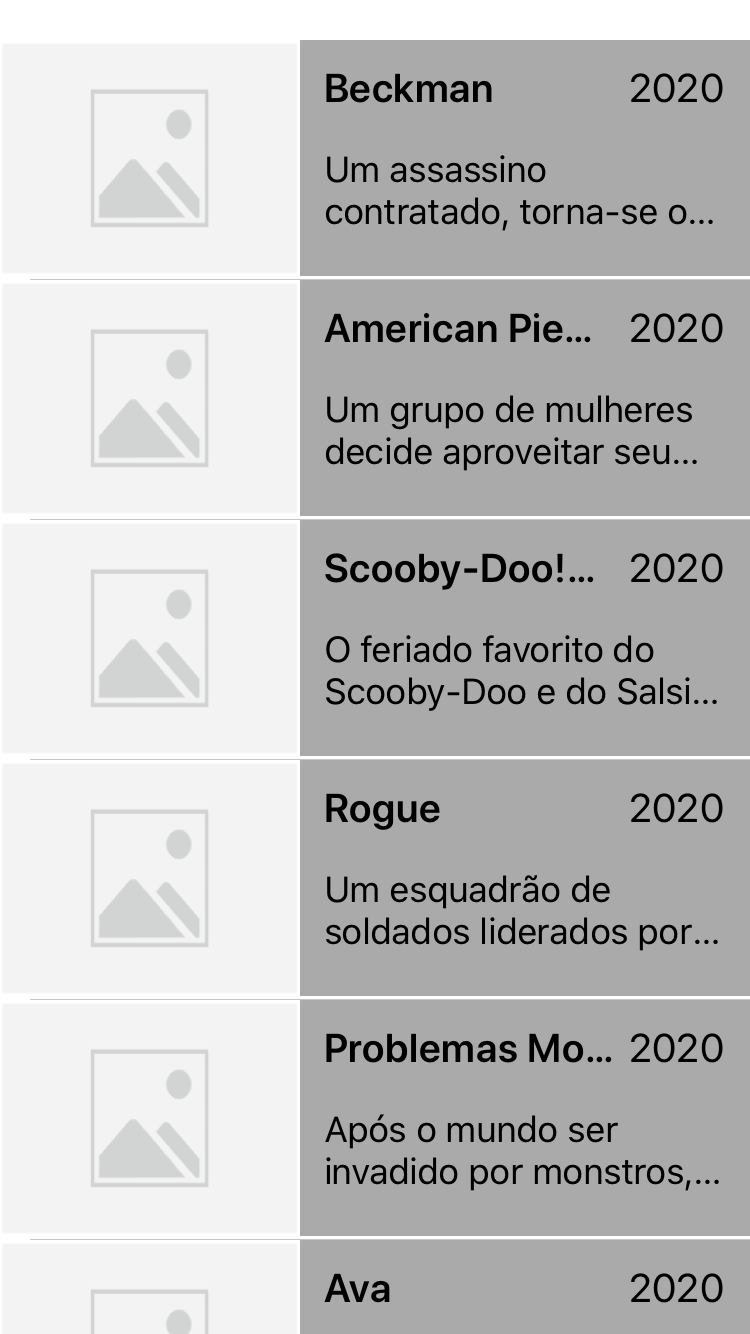 Beckman 2020
Um assassino
contratado, torna-se o...
American Pie... 2020
Um grupo de mulheres
decide aproveitar seu...
Scooby-Doo!... 2020
O feriado favorito do
Scooby-Doo e do Salsi...
Rogue 2020
Um esquadrão de
soldados liderados por...
Problemas Mo... 2020
Após o mundo ser
invadido por monstros,...
Ava 2020